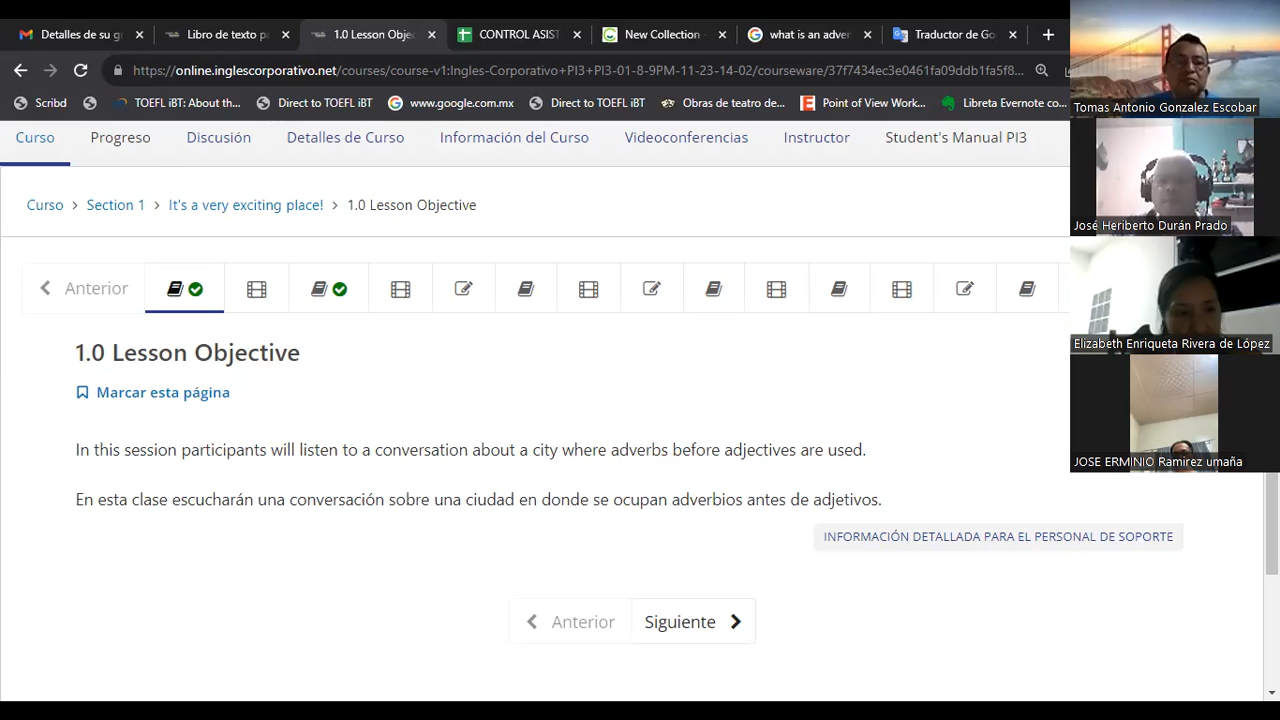 Detalles de su gr
Libro de texto pa
1.0 Lesson Objec
CONTROL ASIST
New Collection -
what is an adver
Traductor de Go
https://online.inglescorporativo.net/courses/course-v1:Ingles-Corporativo+PI3+PI3-01-8-9PM-11-23-14-02/courseware/37f7434ec3e0461fa09ddb1fa5f8...
Scribd
TOEFL iBT: About th...
Direct to TOEFL iBT
www.google.com.mx
Direct to TOEFL iBT
Obras de teatro de...
Point of View Work...
Libreta Evernote co...
Curso
Progreso
Discusión
Detalles de Curso
Información del Curso
Videoconferencias
Instructor
Student's Manual PI3
Curso > Section 1 > It's a very exciting place! > 1.0 Lesson Objective
Anterior
1.0 Lesson Objective
Marcar esta página
In this session participants will listen to a conversation about a city where adverbs before adjectives are used.
En esta clase escucharán una conversación sobre una ciudad en donde se ocupan adverbios antes de adjetivos.
INFORMACIÓN DETALLADA PARA EL PERSONAL DE SOPORTE
Anterior
Siguiente
Tomas Antonio Gonzalez Escobar
José Heriberto Durán Prado
Elizabeth Enriqueta Rivera de López
JOSE ERMINIO Ramirez umaña